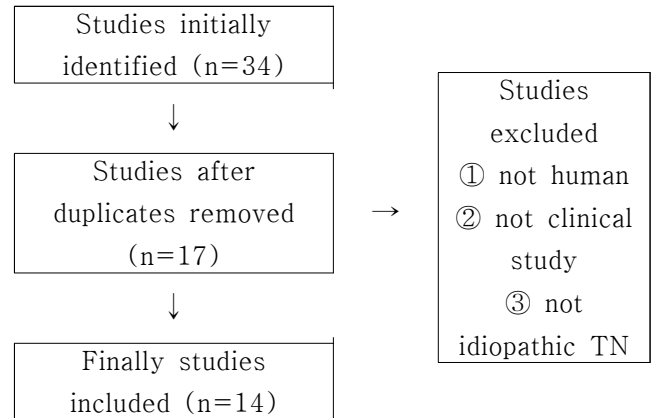 Studies initially
identified (n=34)
↓
Studies after
duplicates removed
(n=17)
→
Studies
excluded
① not human
② not clinical
study
③ not
idiopathic TN
↓
Finally studies
included (n=14)